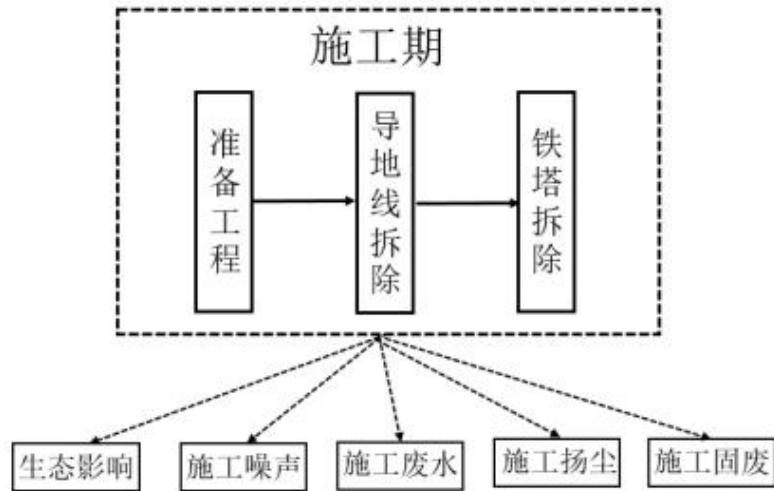 施工期
准备工程
导地线拆除
铁塔拆除
生态影响
施工噪声
施工废水
施工扬尘
施工固废